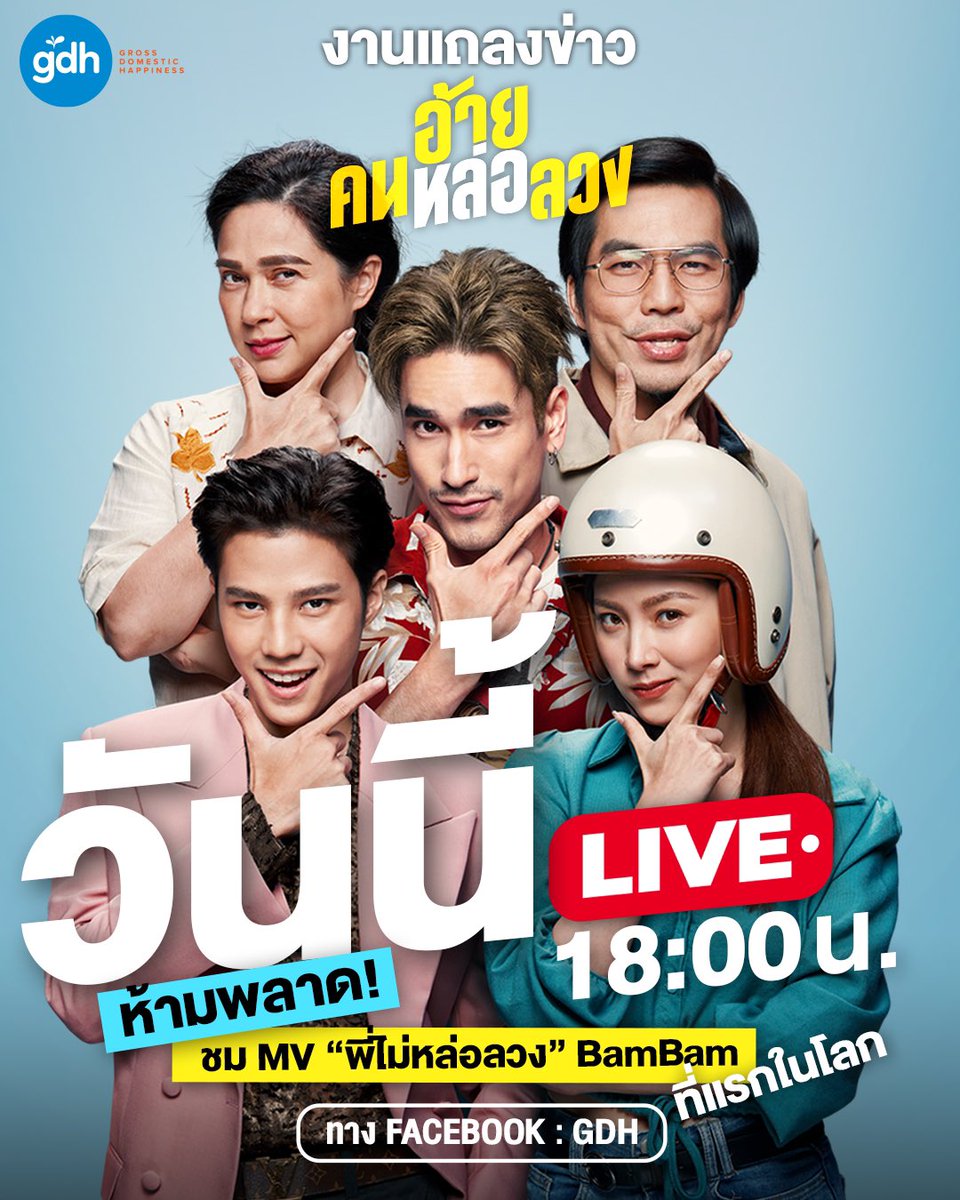 gdh
GROSS
DOMESTIC
HAPPINESS
งานแถลงข่าว
อ้าย
คนหล่อลวง
วันนี้
LIVE
18:00 น.
ห้ามพลาด!
ชม MV “พี่ไม่หล่อลวง” BamBam
ที่แรกในโลก
ทาง FACEBOOK : GDH